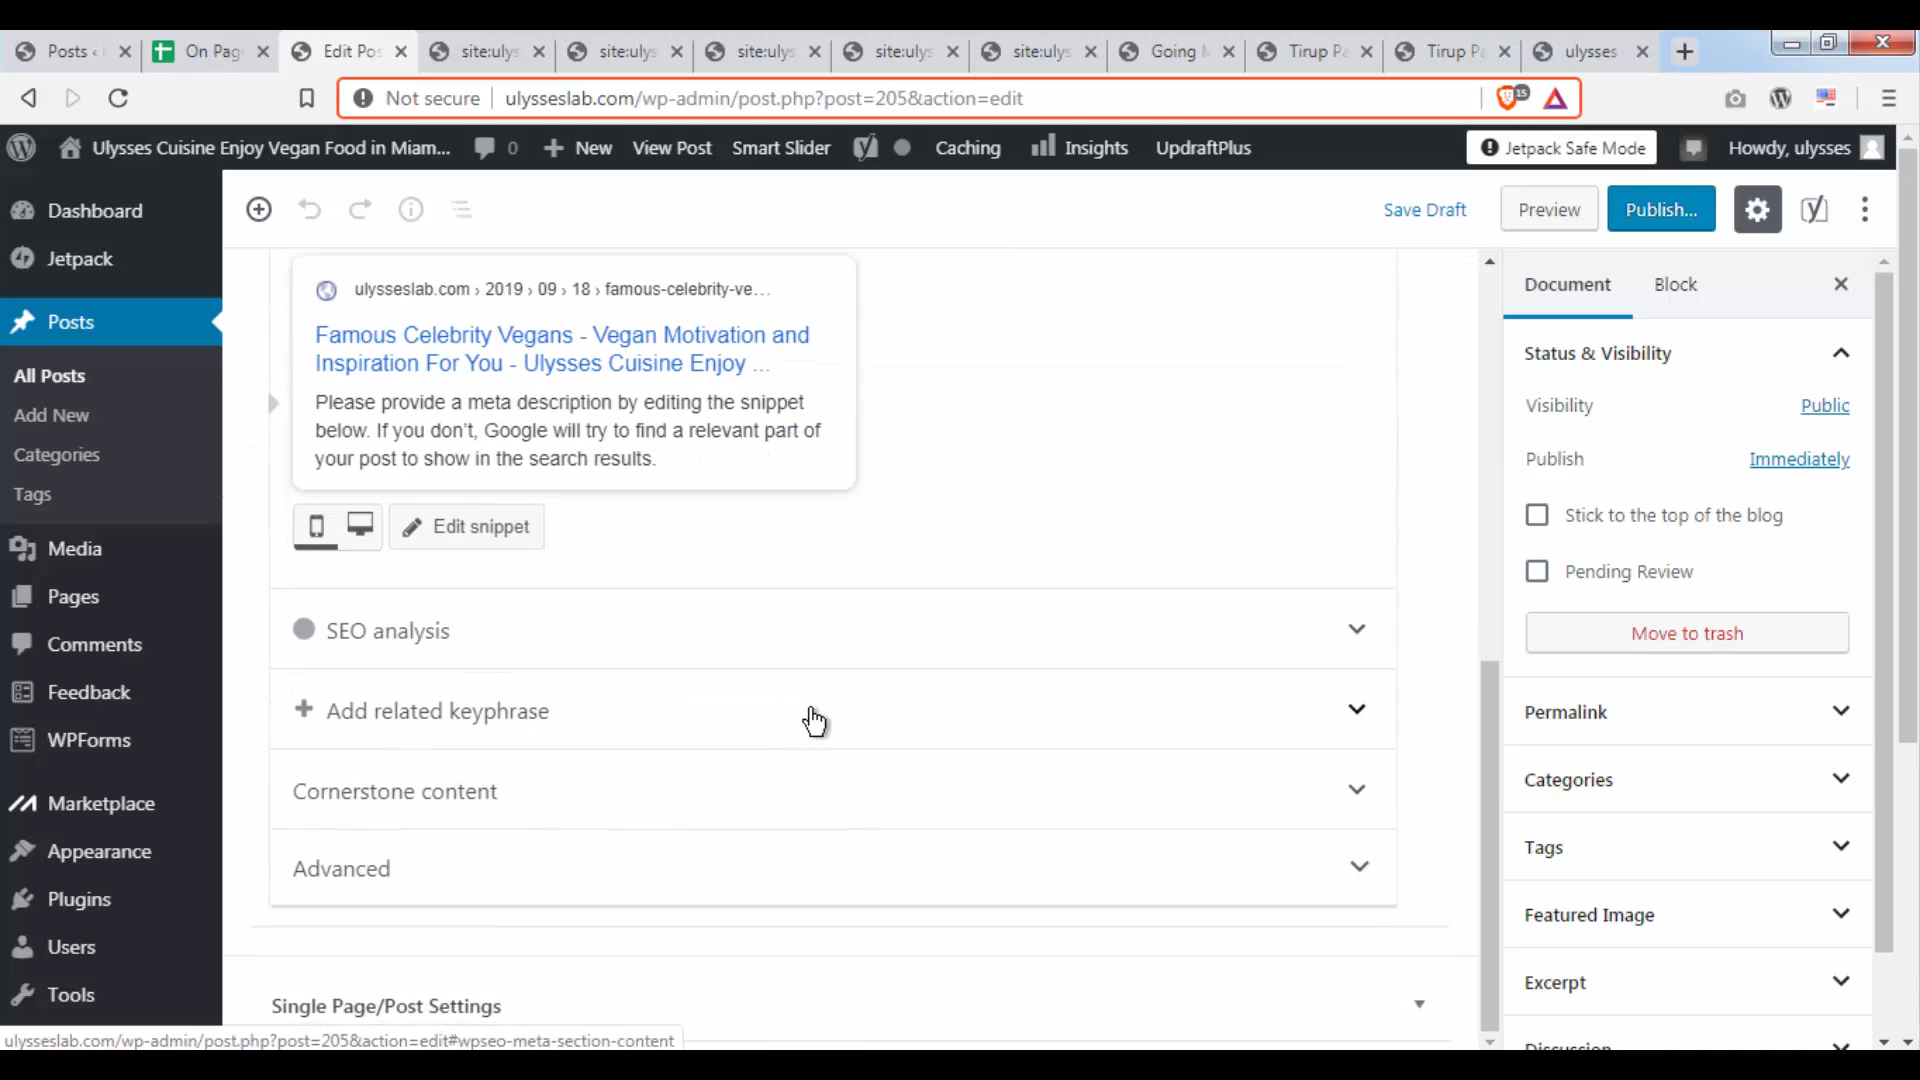 Posts ‹
On Pag
Edit Pos
site:ulys
site:ulys
site:ulys
site:ulys
site:ulys
Going
Tirup Pa
Tirup Pa
ulysses
Not secure
ulysseslab.com/wp-admin/post.php?post=205&action=edit
15
Ulysses Cuisine Enjoy Vegan Food in Miam...
0
New
View Post
Smart Slider
Caching
Insights
UpdraftPlus
Jetpack Safe Mode
Howdy, ulysses
Dashboard
Jetpack
Posts
All Posts
Add New
Categories
Tags
Media
Pages
Comments
Feedback
WPForms
Marketplace
Appearance
Plugins
Users
Tools
Save Draft
Preview
Publish...
ulysseslab.com › 2019 › 09 › 18 › famous-celebrity-ve...
Famous Celebrity Vegans - Vegan Motivation and
Inspiration For You - Ulysses Cuisine Enjoy ...
Please provide a meta description by editing the snippet
below. If you don't, Google will try to find a relevant part of
your post to show in the search results.
Edit snippet
SEO analysis
Add related keyphrase
Cornerstone content
Advanced
Single Page/Post Settings
Document
Block
Status & Visibility
Visibility
Public
Publish
Immediately
Stick to the top of the blog
Pending Review
Move to trash
Permalink
Categories
Tags
Featured Image
Excerpt
Discussion
ulysseslab.com/wp-admin/post.php?post=205&action=edit#wpseo-meta-section-content